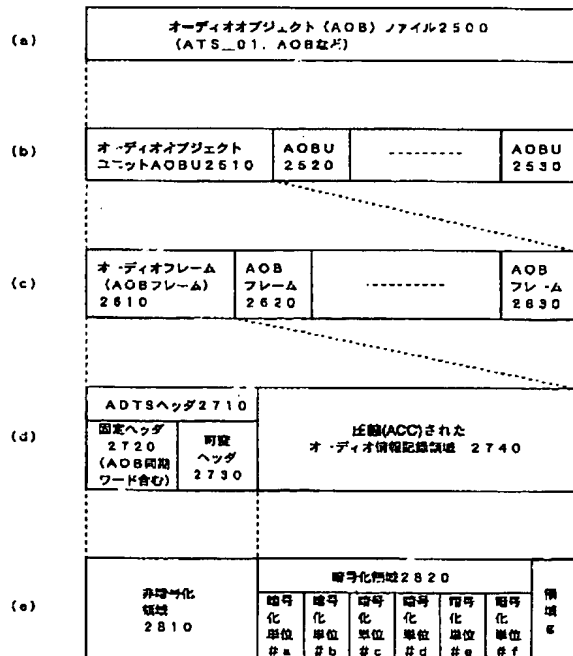 (a)
オーディオオブジェクト (AOB) ファイル2500
(ATS__01. AOBなど)
(b)
オーディオオブジェクト
ユニットAOBU2510
AOBU
2520
AOBU
2530
(c)
オーディオフレーム
(AOBフレーム)
2610
AOB
フレーム
2620
AOB
フレーム
2630
(d)
ADTSヘッダ2710
固定ヘッダ
2720
(AOB同期
ワード含む)
可変
ヘッダ
2730
圧縮(ACC)された
オーディオ情報記録領域 2740
(e)
非暗号化
領域
2810
暗号化領域2820
暗号
化
単位
#a
暗号
化
単位
#b
暗号
化
単位
#c
暗号
化
単位
#d
暗号
化
単位
#e
暗号
化
単位
#f
領
域
g